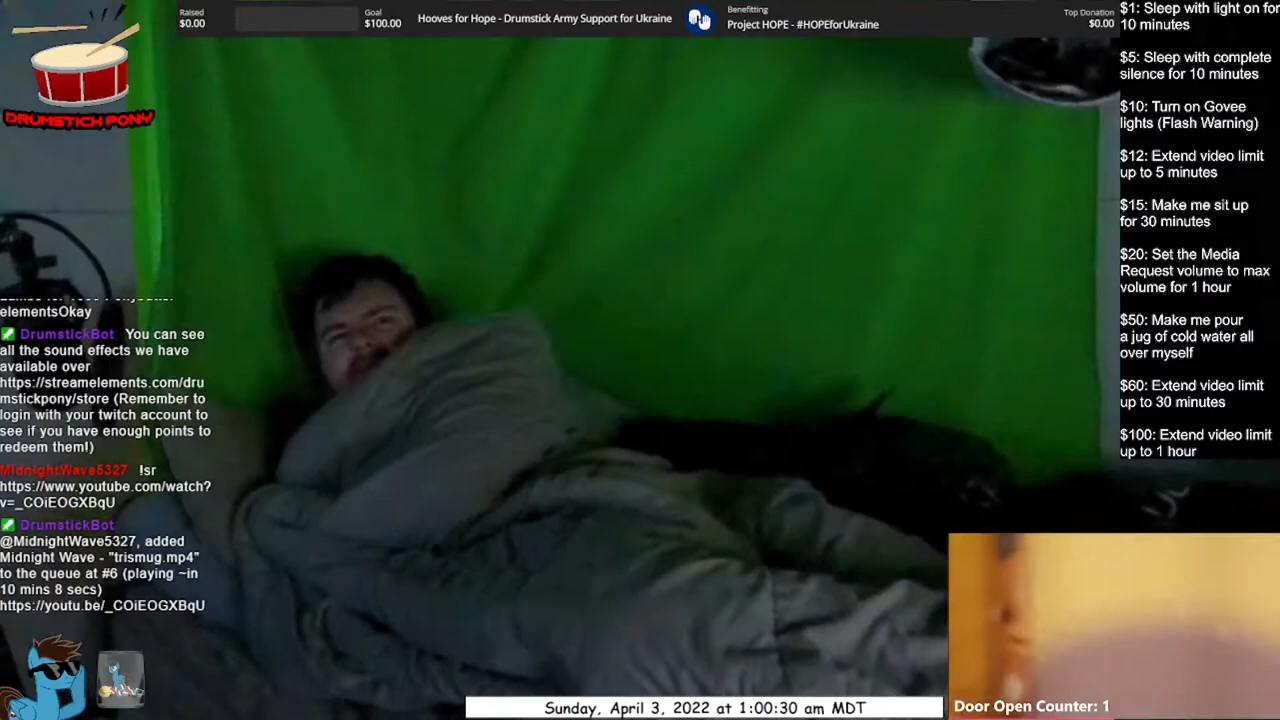 Raised
$0.00
Goal
$100.00
Hooves for Hope - Drumstick Army Support for Ukraine
Benefitting
Project HOPE - #HOPEforUkraine
Top Donation
$0.00
DRUMSTICK PONY
$1: Sleep with light on for
10 minutes
$5: Sleep with complete
silence for 10 minutes
$10: Turn on Govee
lights (Flash Warning)
$12: Extend video limit
up to 5 minutes
$15: Make me sit up
for 30 minutes
$20: Set the Media
Request volume to max
volume for 1 hour
$50: Make me pour
a jug of cold water all
over myself
$60: Extend video limit
up to 30 minutes
$100: Extend video limit
up to 1 hour
elementsOkay
DrumstickBot You can see
all the sound effects we have
available over
https://streamelements.com/dru
mstickpony/store (Remember to
login with your twitch account to
see if you have enough points to
redeem them!)
MidnightWave5327 !sr
https://www.youtube.com/watch?
v=_COiEOGXBqU
DrumstickBot
@MidnightWave5327, added
Midnight Wave - "trismug.mp4"
to the queue at #6 (playing ~in
10 mins 8 secs)
https://youtu.be/_COiEOGXBqU
Sunday, April 3, 2022 at 1:00:30 am MDT
Door Open Counter: 1